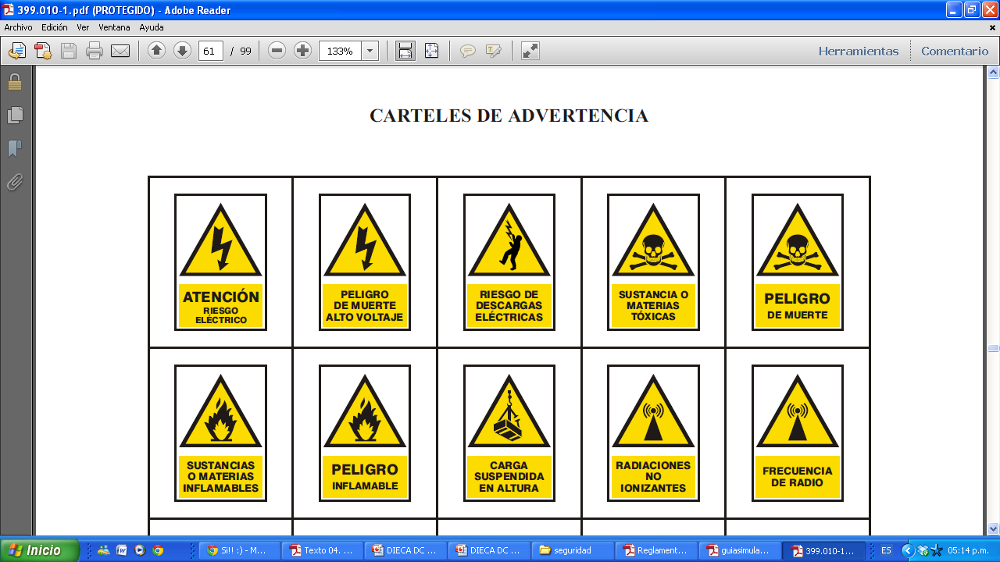 399.010-1.pdf (PROTEGIDO) - Adobe Reader
Archivo Edición Ver Ventana Ayuda
61 / 99 133% Herramientas Comentario
CARTELES DE ADVERTENCIA
ATENCIÓN
RIESGO
ELÉCTRICO
PELIGRO
DE MUERTE
ALTO VOLTAJE
RIESGO DE
DESCARGAS
ELÉCTRICAS
SUSTANCIA O
MATERIAS
TÓXICAS
PELIGRO
DE MUERTE
SUSTANCIAS
O MATERIAS
INFLAMABLES
PELIGRO
INFLAMABLE
CARGA
SUSPENDIDA
EN ALTURA
RADIACIONES
NO
IONIZANTES
FRECUENCIA
DE RADIO
Inicio Si!! :) - M... Texto 04. ... DIECA DC ... DIECA DC ... seguridad Reglament... guiasimula... 399.010-1... ES 05:14 p.m.